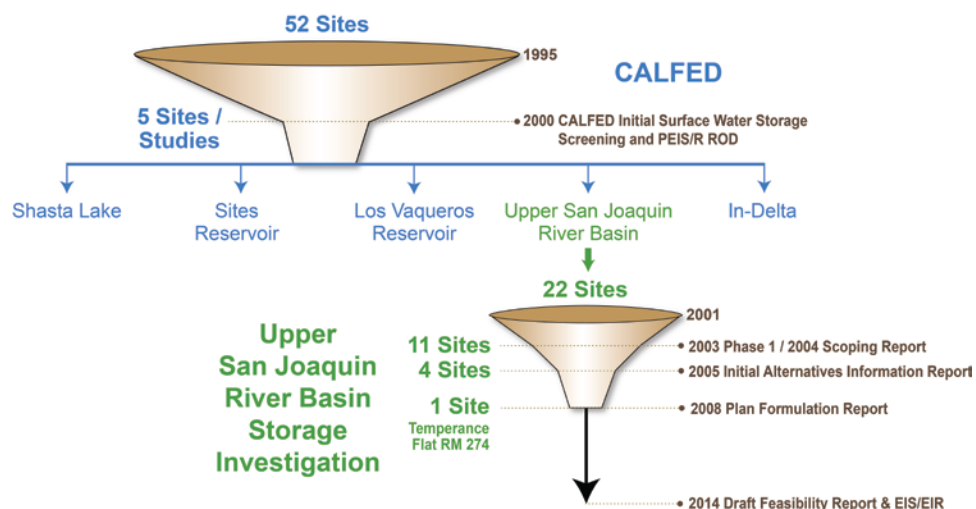 52 Sites
1995
CALFED
5 Sites /
Studies
2000 CALFED Initial Surface Water Storage
Screening and PEIS/R ROD
Shasta Lake
Sites
Reservoir
Los Vaqueros
Reservoir
Upper San Joaquin
River Basin
In-Delta
22 Sites
2001
Upper
San Joaquin
River Basin
Storage
Investigation
11 Sites
2003 Phase 1 / 2004 Scoping Report
4 Sites
2005 Initial Alternatives Information Report
1 Site
Temperance
Flat RM 274
2008 Plan Formulation Report
2014 Draft Feasibility Report & EIS/EIR